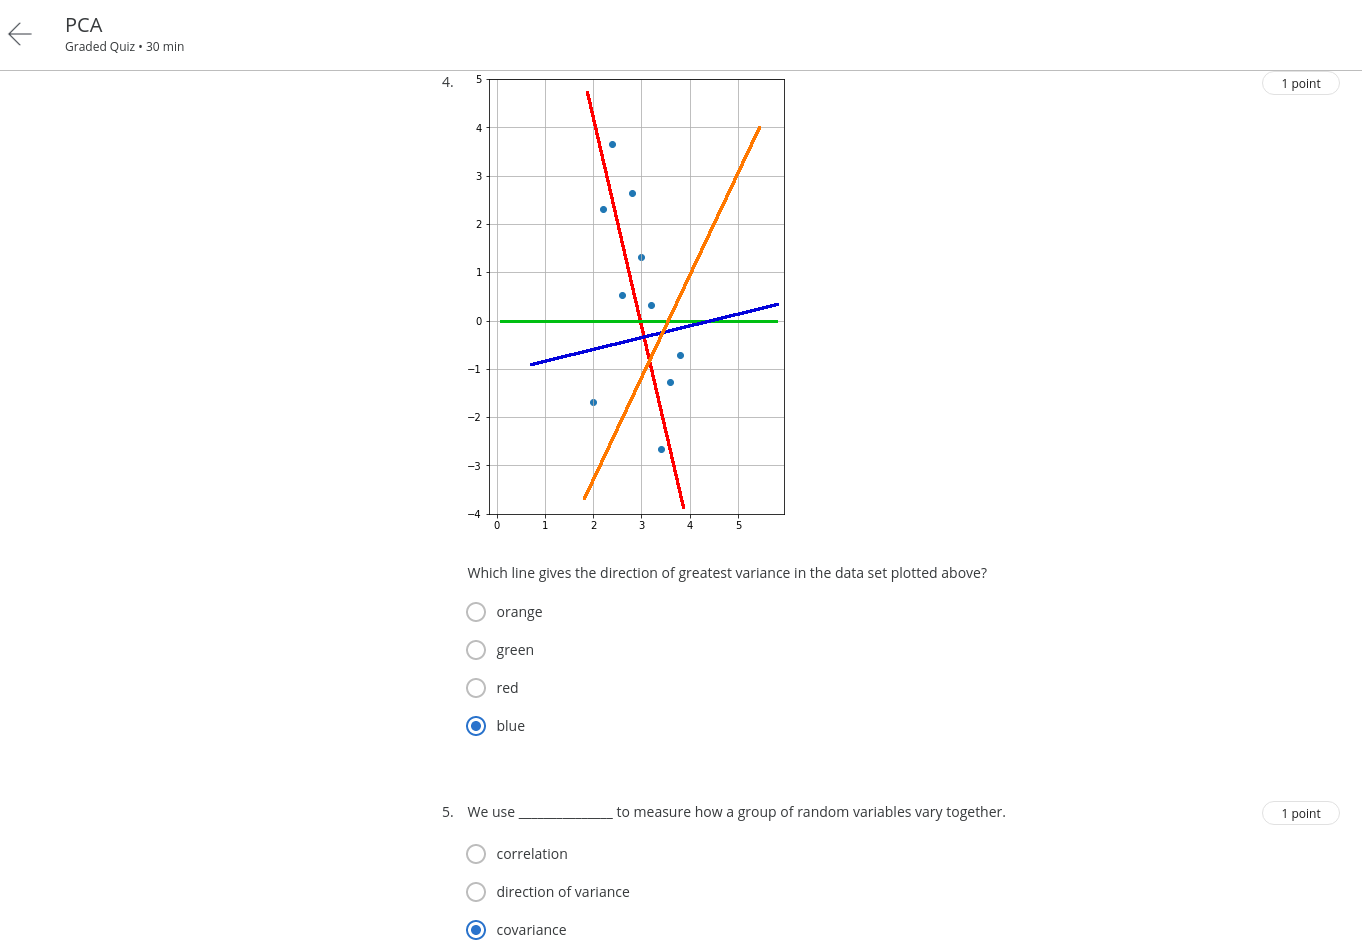 PCA
Graded Quiz • 30 min
4.
1 point
5
4
3
2
1
0
−1
−2
−3
−4
0 1 2 3 4 5
Which line gives the direction of greatest variance in the data set plotted above?
orange
green
red
blue
5. We use ______________ to measure how a group of random variables vary together.
1 point
correlation
direction of variance
covariance